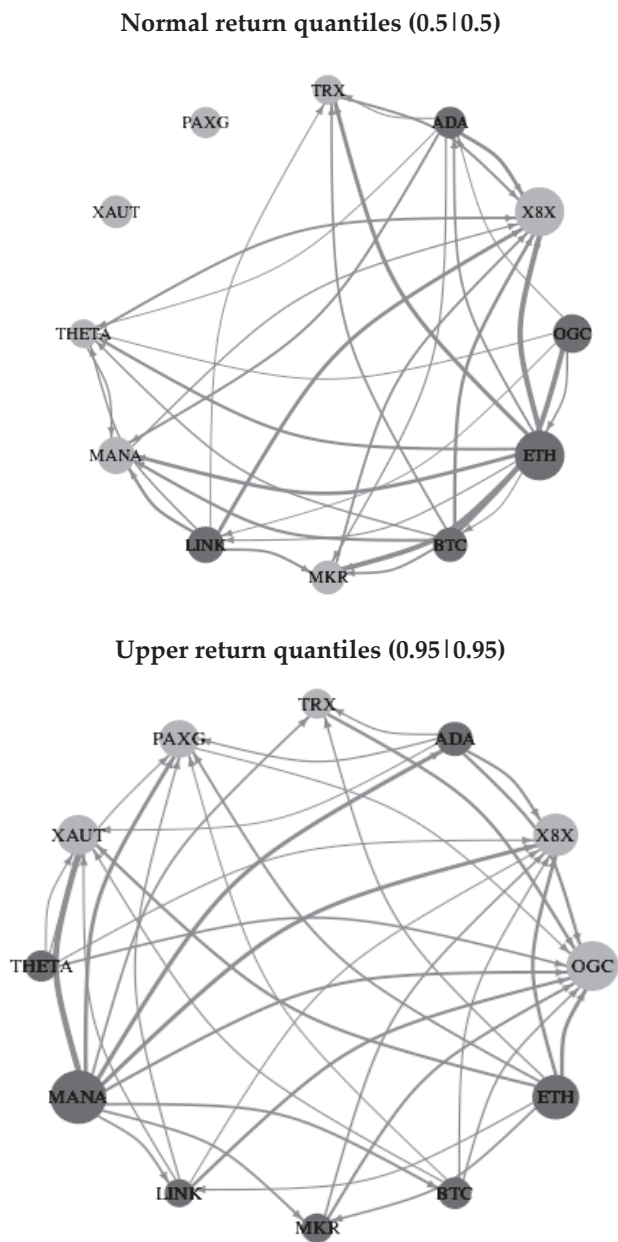 Normal return quantiles (0.5|0.5)
TRX
PAXG
ADA
XAUT
X8X
THETA
OGC
MANA
ETH
LINK
BTC
MKR
Upper return quantiles (0.95|0.95)
TRX
PAXG
ADA
XAUT
X8X
THETA
OGC
MANA
ETH
LINK
BTC
MKR